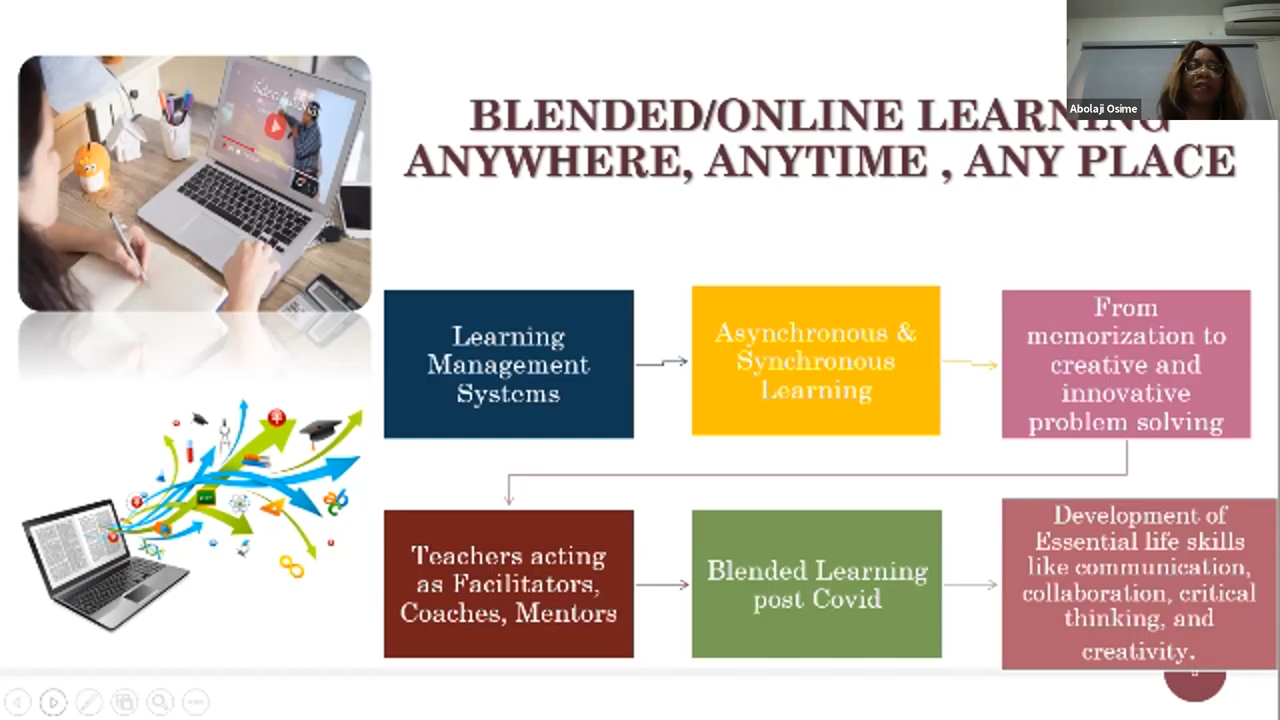 Abolaji Osime
BLENDED/ONLINE LEARNING
ANYWHERE, ANYTIME , ANY PLACE
Learning
Management
Systems
Asynchronous &
Synchronous
Learning
From
memorization to
creative and
innovative
problem solving
Teachers acting
as Facilitators,
Coaches, Mentors
Blended Learning
post Covid
Development of
Essential life skills
like communication,
collaboration, critical
thinking, and
creativity.